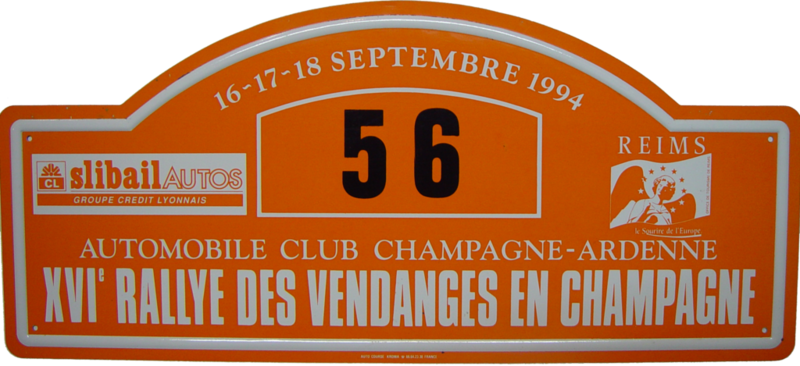 16-17-18 SEPTEMBRE 1994
56
CL
slibail AUTOS
GROUPE CREDIT LYONNAIS
REIMS
le Sourire de l'Europe
AUTOMOBILE CLUB CHAMPAGNE-ARDENNE
XVIe RALLYE DES VENDANGES EN CHAMPAGNE